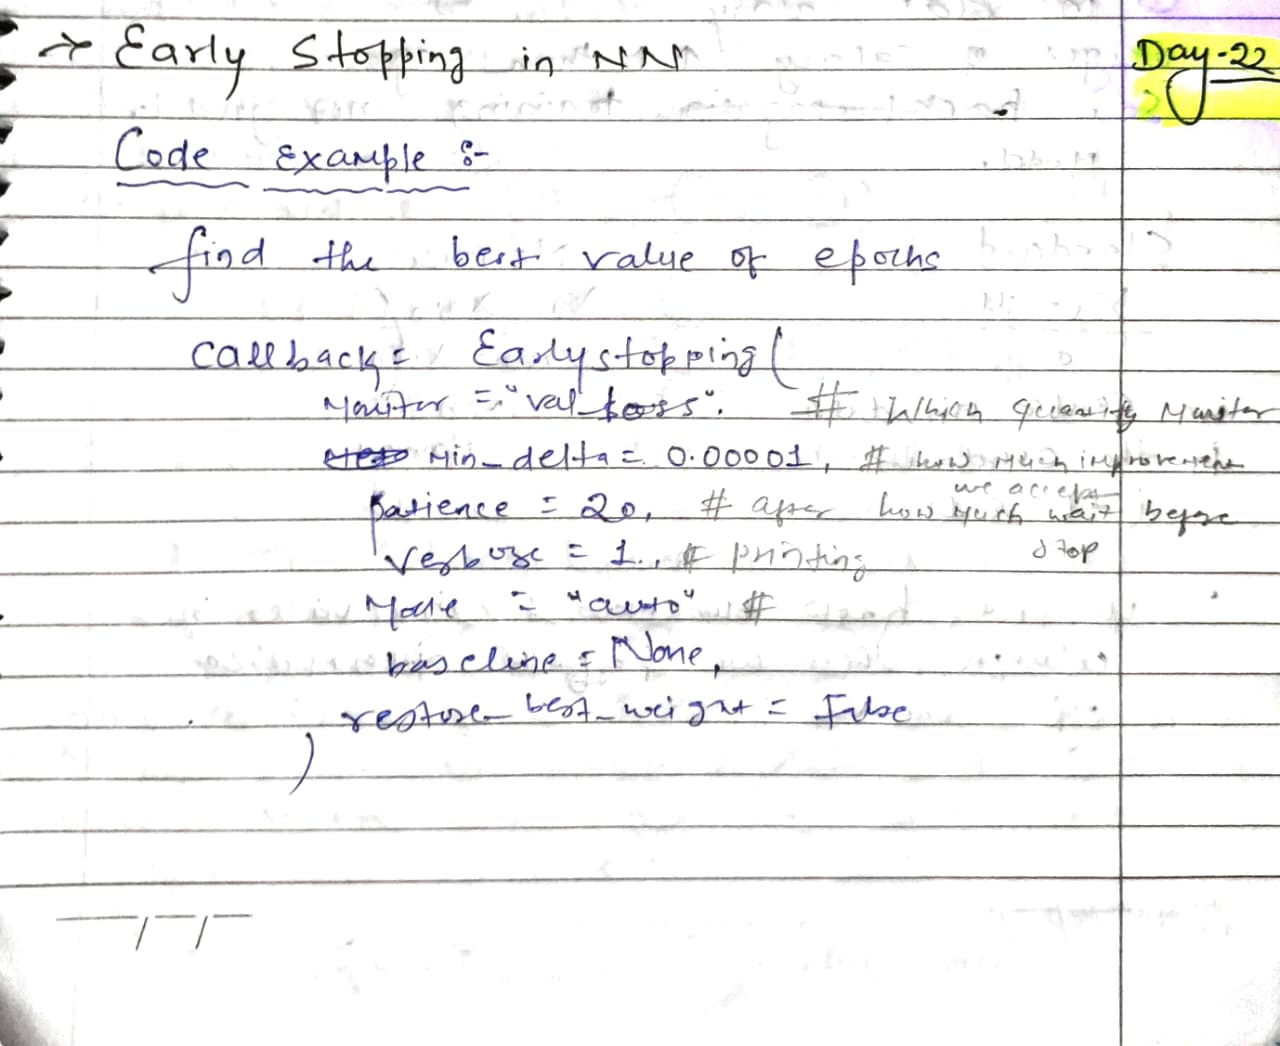 → Early Stopping in NN
Day-22
Code Example :-
find the best value of epochs
callback = Earlystopping(
Monitor = "val_loss". # Which quantity Monitor
Min_delta = 0.00001, # how much improvement
we accept
patience = 20, # after how much wait before
stop
verbose = 1., # printing
Mode = "auto" #
baseline = None,
restore_best_weight = False
)